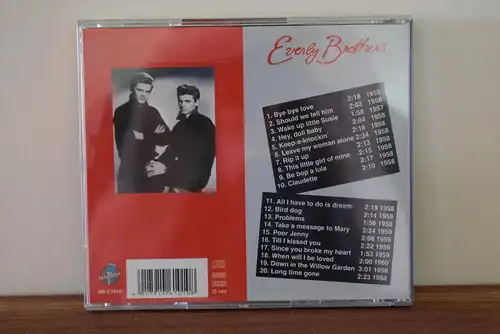 Everly Brothers
1. Bye bye love 2:18
2. Should we tell him 2:03 1958
3. Wake up little Susie 1:58
4. Hey, doll baby 2:04 1958
5. Keep-a-knockin' 2:18 1958
6. Leave my woman alone 2:34 1958
7. Rip it up 2:13 1958
8. This little girl of mine 2:15 1958
9. Be bop a lula 2:17 1958
10. Claudette 2:10 1958
11. All I have to do is dream 2:19 1958
12. Bird dog 2:14 1959
13. Problems 1:56 1958
14. Take a message to Mary 2:24 1959
15. Poor Jenny 2:06 1959
16. Till I kissed you 2:22 1959
17. Since you broke my heart 1:53 1959
18. When will I be loved 2:00 1960
19. Down in the Willow Garden 3:01 1958
20. Long time gone 2:23 1958